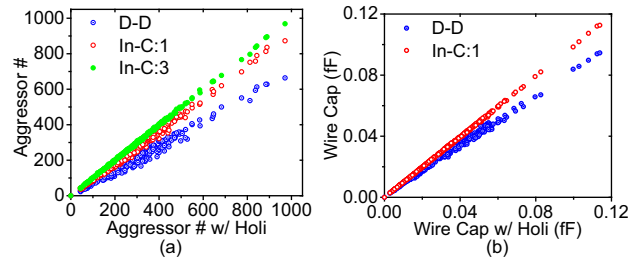 1000
800
600
400
200
0
Aggressor #
D-D
In-C:1
In-C:3
0 200 400 600 800 1000
Aggressor # w/ Holi
(a)
0.12
0.08
0.04
0.00
Wire Cap (fF)
D-D
In-C:1
0.00 0.04 0.08 0.12
Wire Cap w/ Holi (fF)
(b)